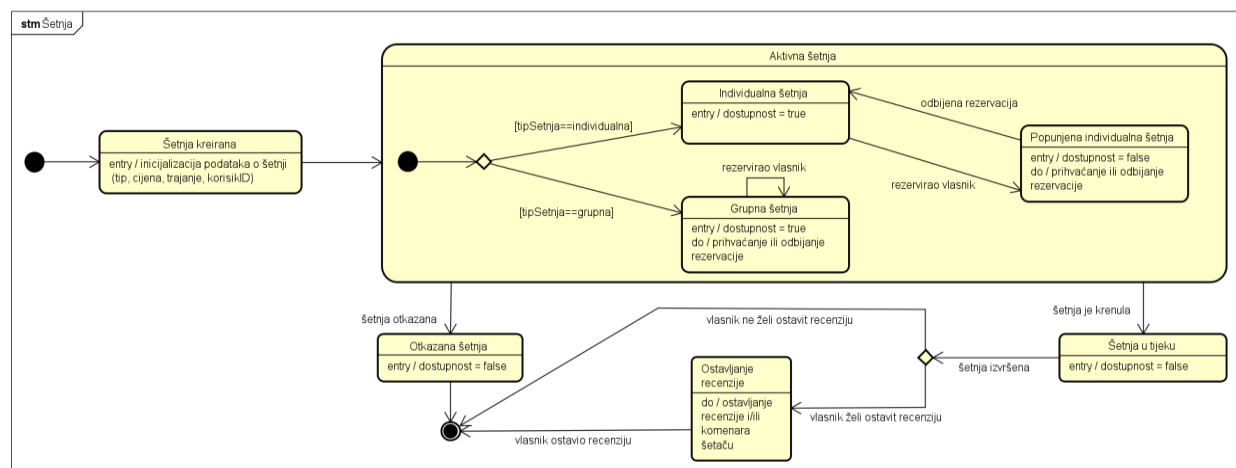 stm Šetnja
Aktivna šetnja
Šetnja kreirana
entry / inicijalizacija podataka o šetnji
(tip, cijena, trajanje, korisikID)
[tipSetnja==individualna]
[tipSetnja==grupna]
Individualna šetnja
entry / dostupnost = true
rezervirao vlasnik
Grupna šetnja
entry / dostupnost = true
do / prihvaćanje ili odbijanje
rezervacije
odbijena rezervacija
rezervirao vlasnik
Popunjena individualna šetnja
entry / dostupnost = false
do / prihvaćanje ili odbijanje
rezervacije
šetnja otkazana
Otkazana šetnja
entry / dostupnost = false
vlasnik ne želi ostavit recenziju
šetnja je krenula
Šetnja u tijeku
entry / dostupnost = false
šetnja izvršena
vlasnik želi ostavit recenziju
Ostavljanje
recenzije
do / ostavljanje
recenzije i/ili
komenara
šetaču
vlasnik ostavio recenziju